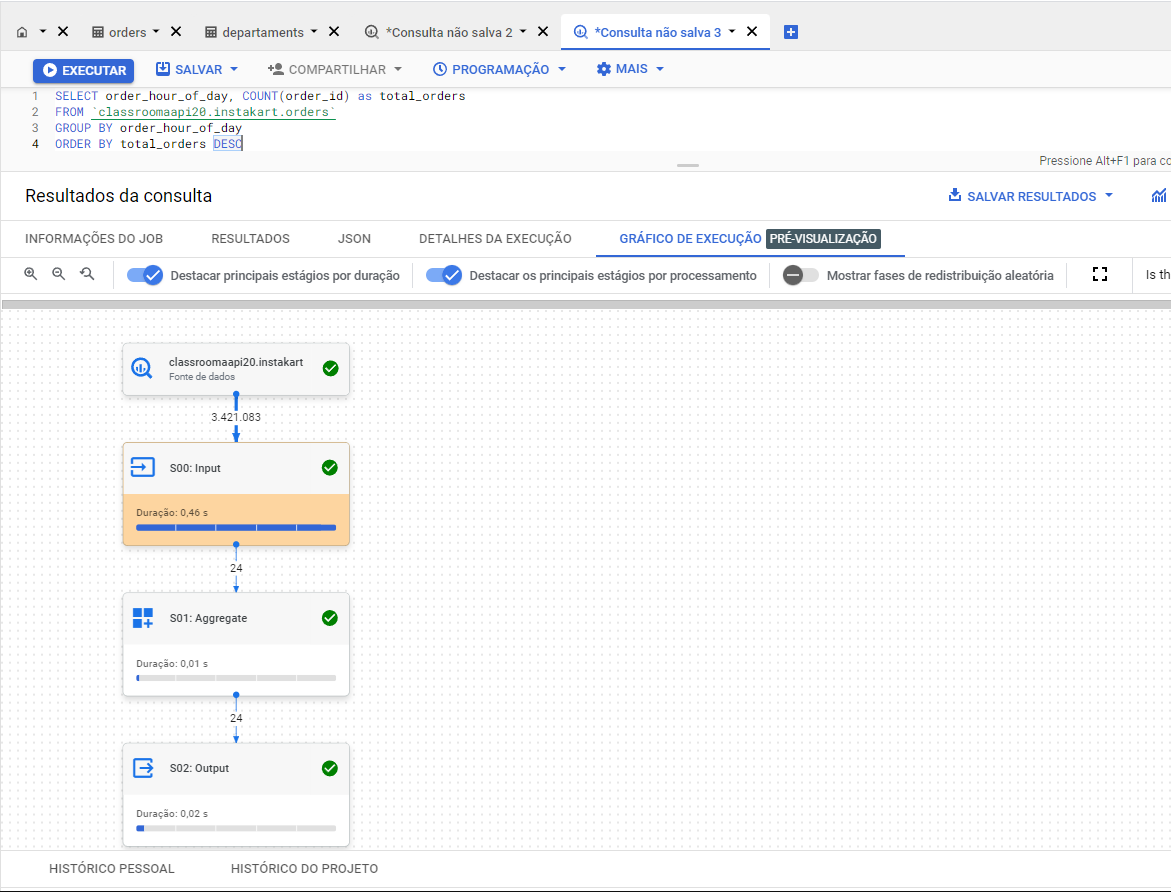 orders departaments *Consulta não salva 2 *Consulta não salva 3
EXECUTAR SALVAR COMPARTILHAR PROGRAMAÇÃO MAIS
1 SELECT order_hour_of_day, COUNT(order_id) as total_orders
2 FROM `classroomaapi20.instakart.orders`
3 GROUP BY order_hour_of_day
4 ORDER BY total_orders DESC
Pressione Alt+F1 para co
Resultados da consulta SALVAR RESULTADOS
INFORMAÇÕES DO JOB RESULTADOS JSON DETALHES DA EXECUÇÃO GRÁFICO DE EXECUÇÃO PRÉ-VISUALIZAÇÃO
Destacar principais estágios por duração Destacar os principais estágios por processamento Mostrar fases de redistribuição aleatória Is th
classroomaapi20.instakart
Fonte de dados
3.421.083
S00: Input
Duração: 0,46 s
24
S01: Aggregate
Duração: 0,01 s
24
S02: Output
Duração: 0,02 s
HISTÓRICO PESSOAL HISTÓRICO DO PROJETO